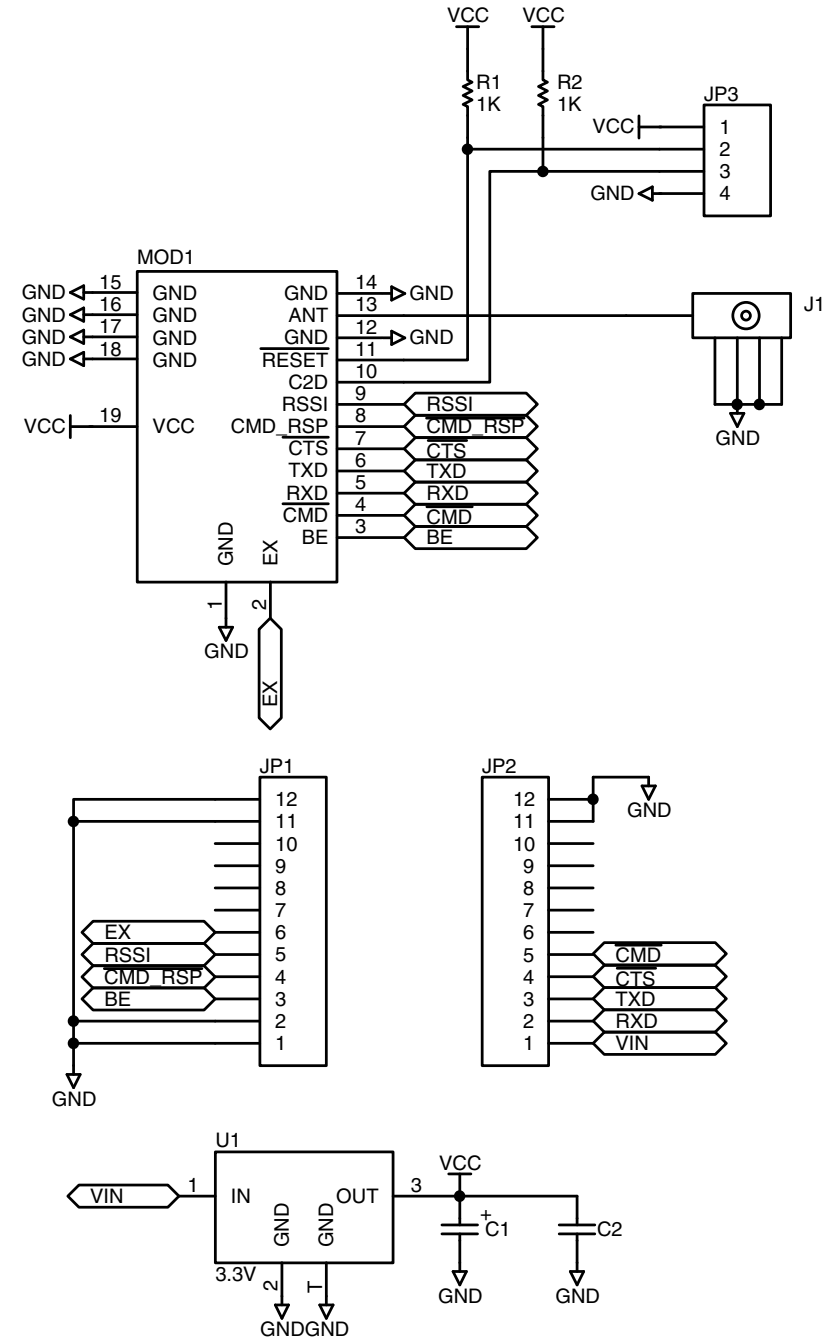 VCC VCC
R1 R2
1K 1K
JP3
VCC 1
2
3
GND 4
MOD1
GND 15 GND GND 14 GND
GND 16 GND ANT 13
GND 17 GND GND 12 GND
GND 18 GND RESET 11
C2D 10
J1
GND
RSSI 9 RSSI
VCC 19 VCC CMD_RSP 8 CMD_RSP
CTS 7 CTS
TXD 6 TXD
RXD 5 RXD
CMD 4 CMD
BE 3 BE
GND EX
1 2
GND
EX
JP1 JP2
12 12
11 11 GND
10 10
9 9
8 8
7 7
EX 6 6
RSSI 5 5 CMD
CMD_RSP 4 4 CTS
BE 3 3 TXD
2 2 RXD
1 1 VIN
GND
U1
VCC
VIN 1 IN OUT 3
GND GND
+
C1 C2
3.3V 2 T
GND GND
GND GND